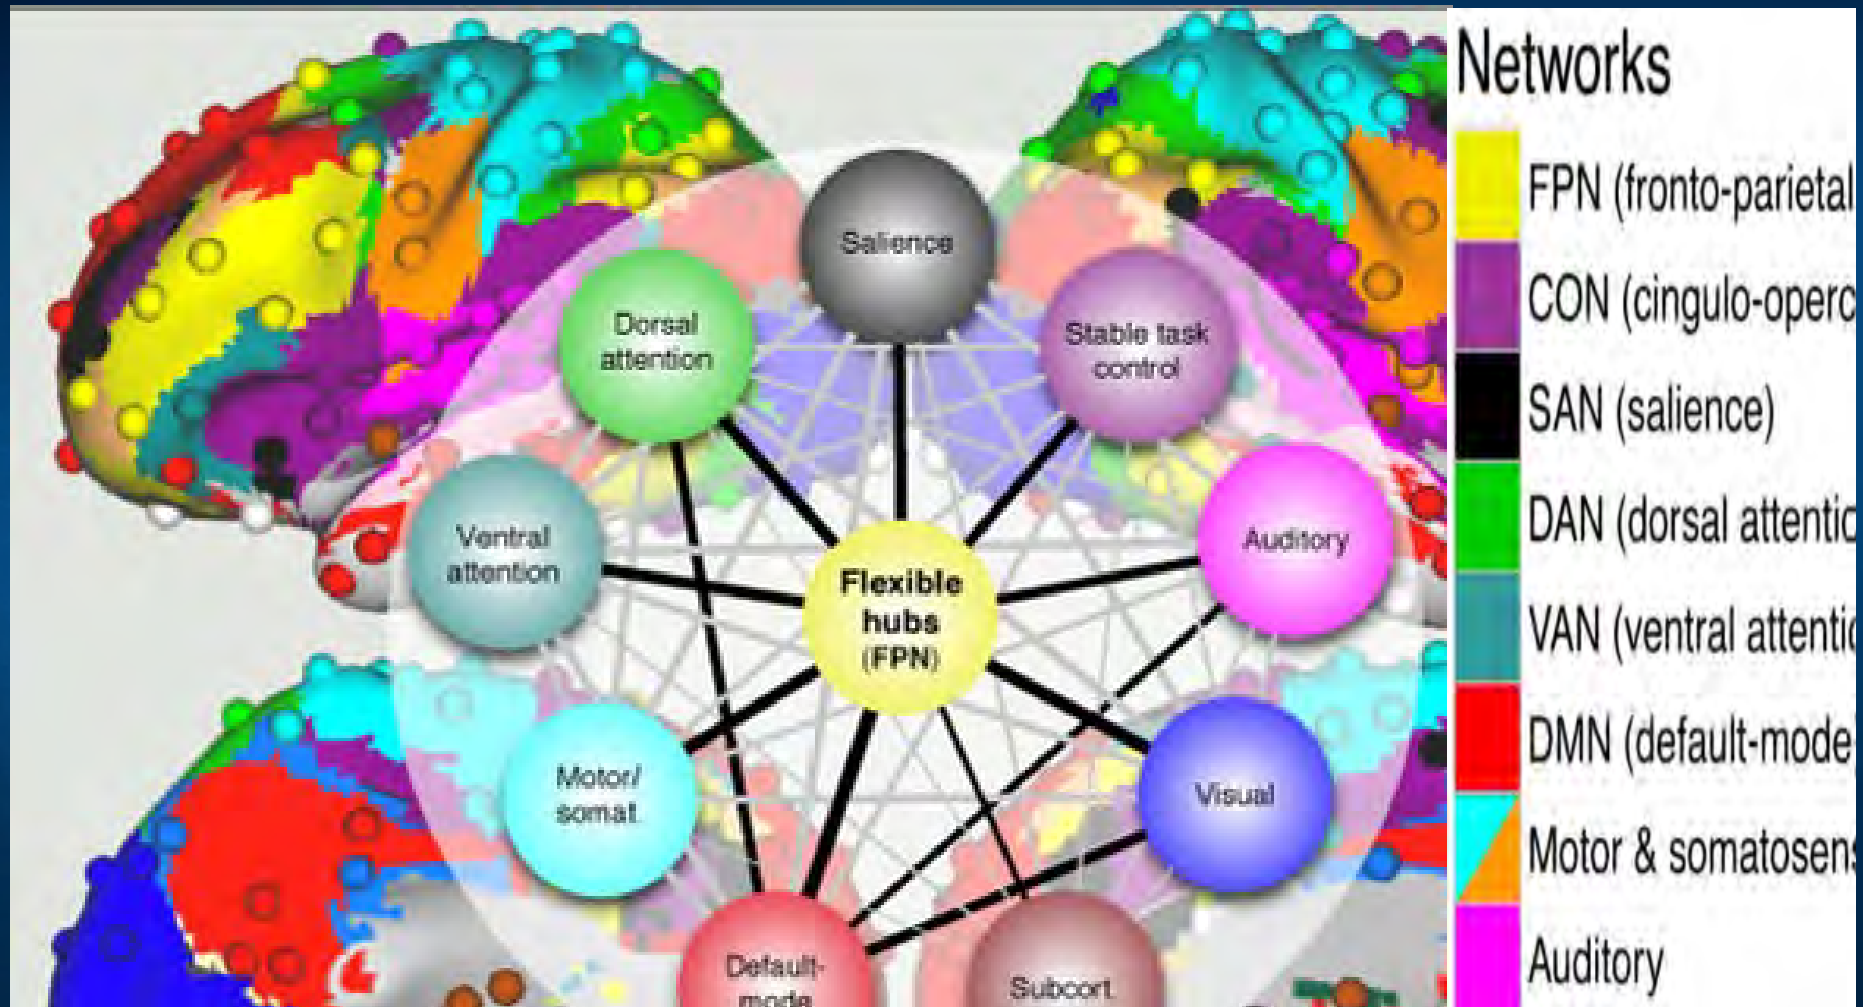 Networks
FPN (fronto-parietal
CON (cingulo-operc
SAN (salience)
DAN (dorsal attentic
VAN (ventral attentic
DMN (default-mode
Motor & somatosens
Auditory
Salience
Dorsal
attention
Stable task
control
Ventral
attention
Auditory
Flexible
hubs
(FPN)
Motor/
somat.
Visual
Default-
mode
Subcort.